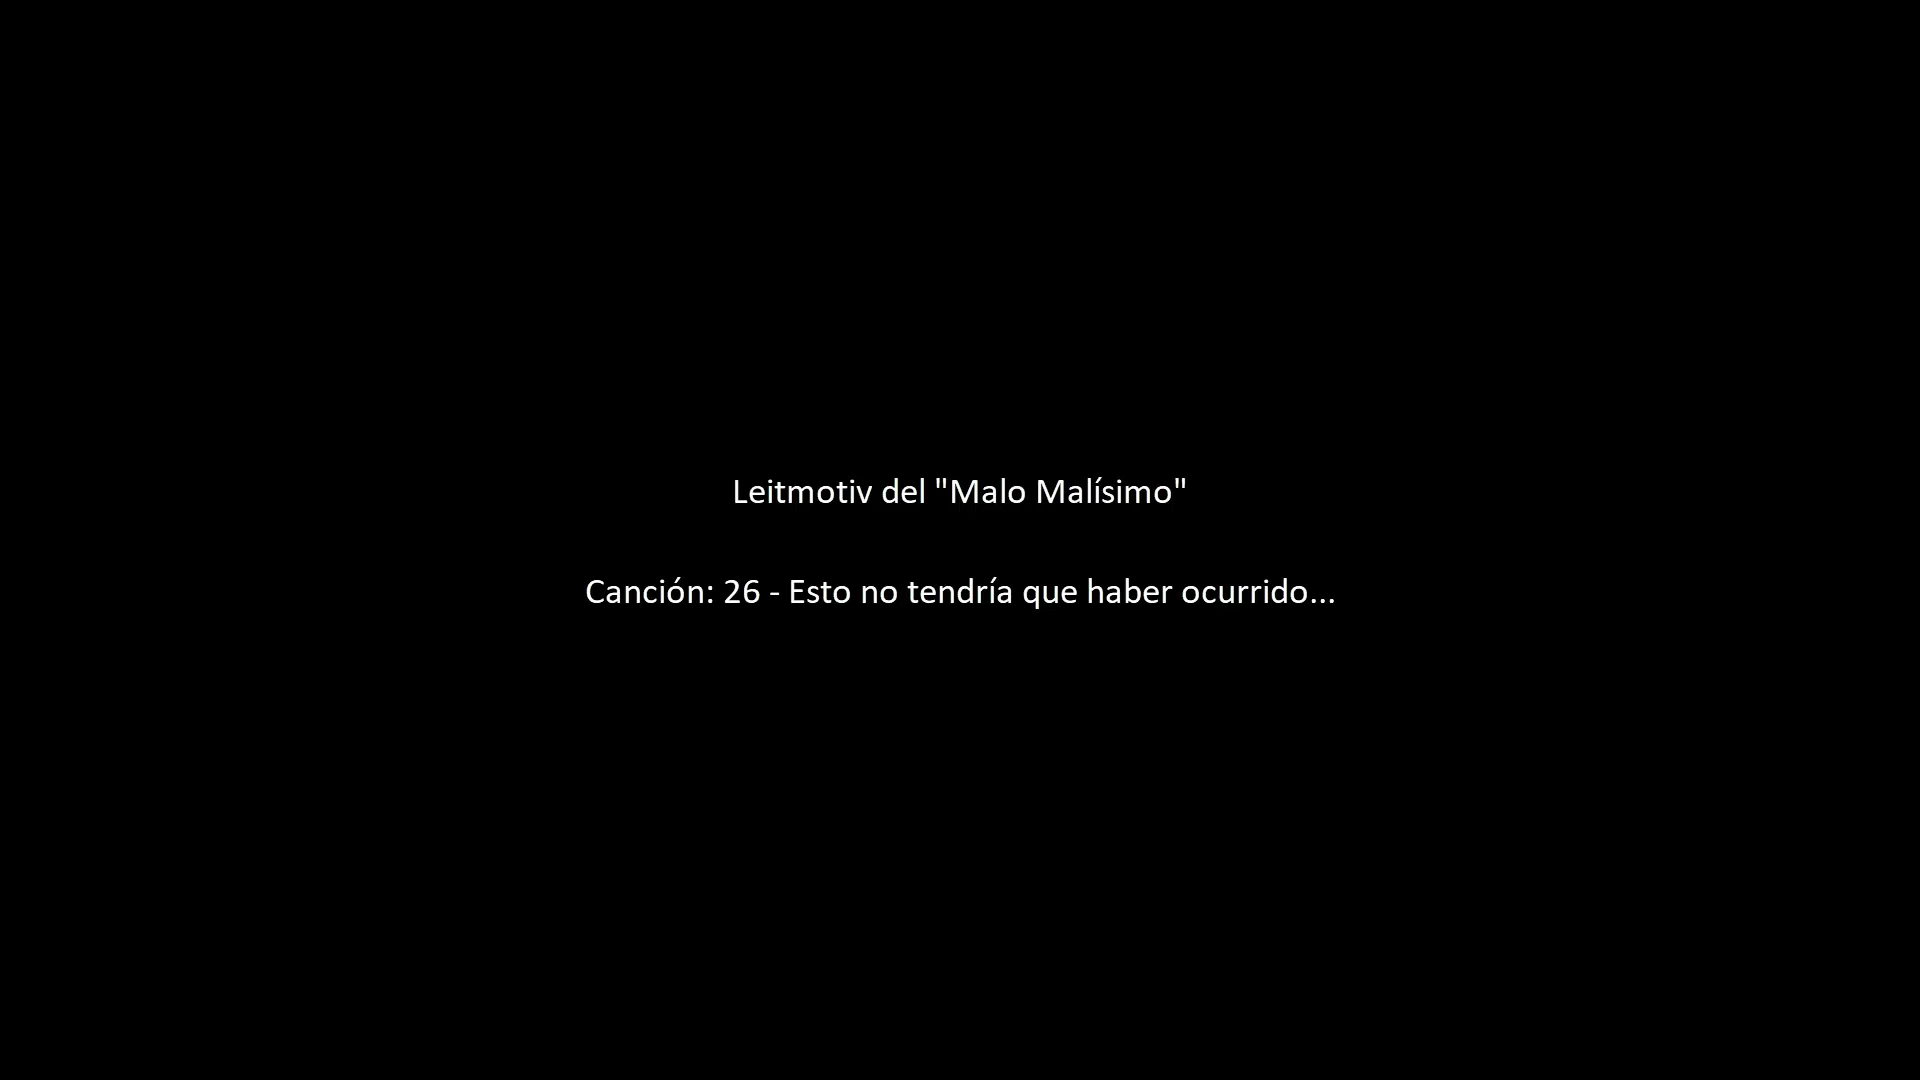 Leitmotiv del "Malo Malísimo"
Canción: 26 - Esto no tendría que haber ocurrido...